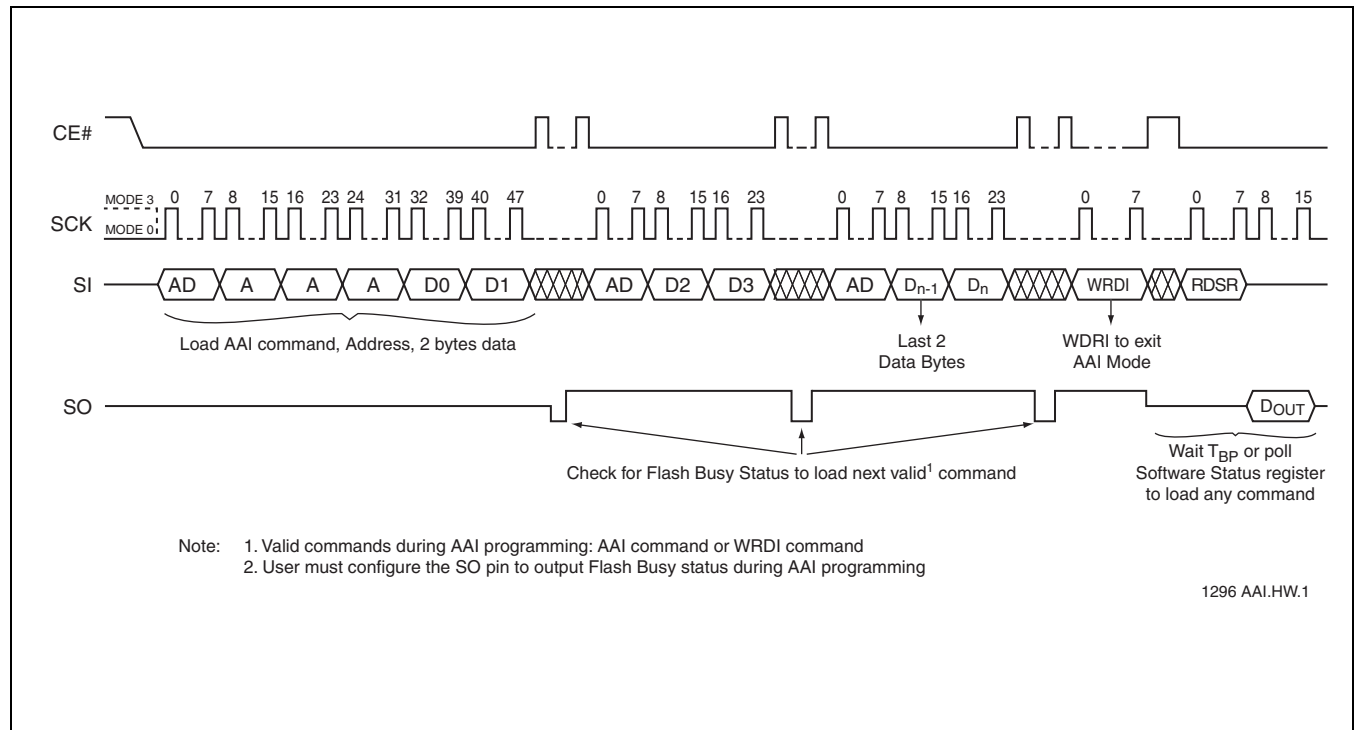 CE#
MODE 3
MODE 0
SCK
0 7 8 15 16 23 24 31 32 39 40 47 0 7 8 15 16 23 0 7 8 15 16 23 0 7 0 7 8 15
SI
AD A A A D0 D1 AD D2 D3 AD Dn-1 Dn WRDI RDSR
Load AAI command, Address, 2 bytes data
Last 2
Data Bytes
WDRI to exit
AAI Mode
SO
DOUT
Check for Flash Busy Status to load next valid1 command
Wait TBP or poll
Software Status register
to load any command
Note: 1. Valid commands during AAI programming: AAI command or WRDI command
2. User must configure the SO pin to output Flash Busy status during AAI programming
1296 AAI.HW.1